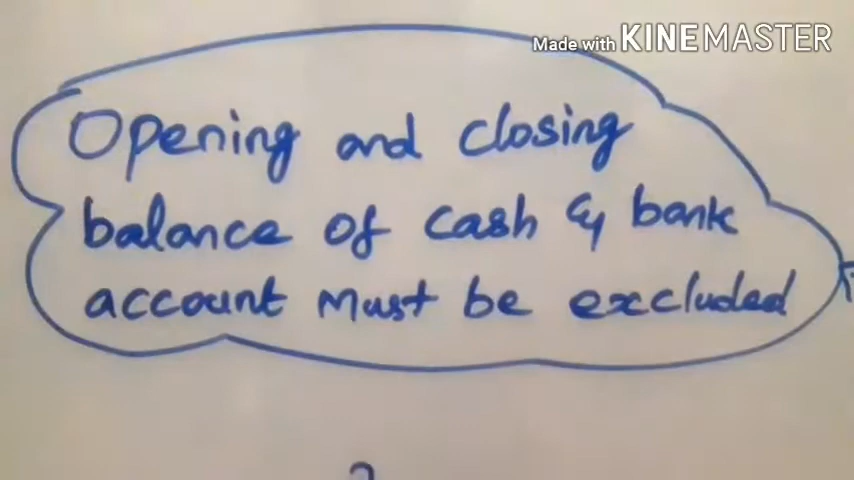 Made with KINEMASTER
Opening and closing
balance of cash & bank
account must be excluded